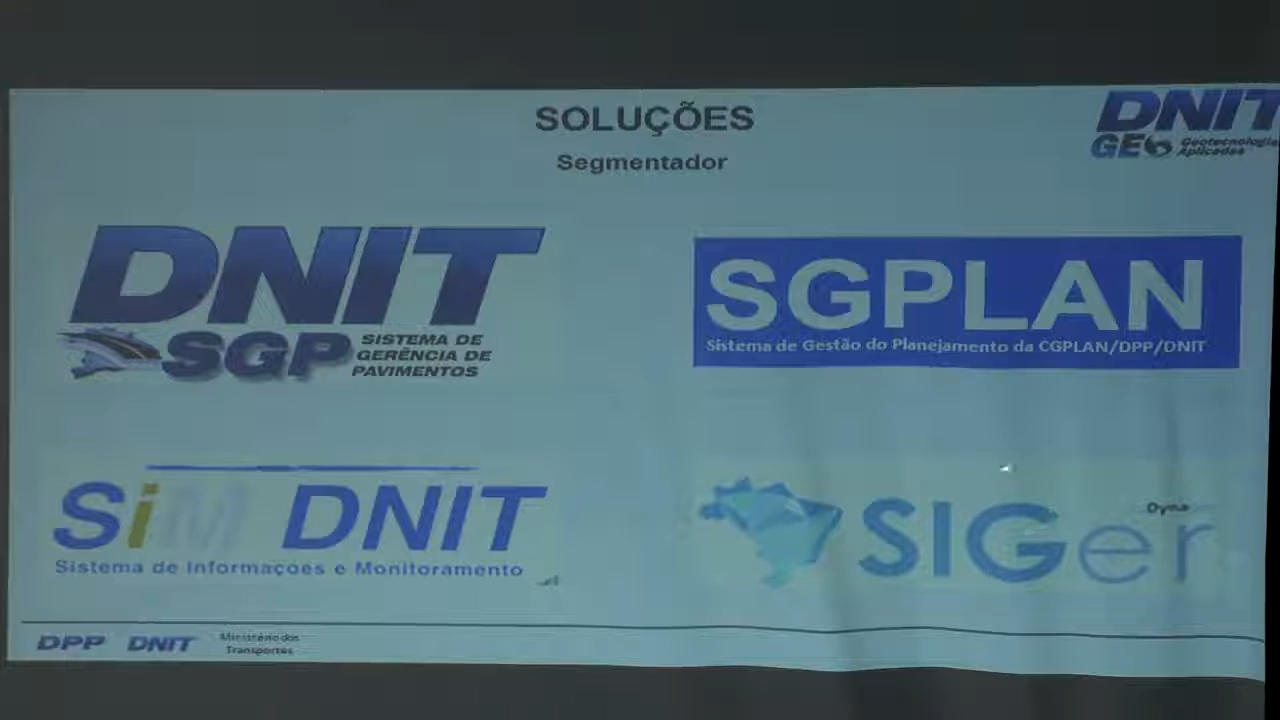 SOLUÇÕES
Segmentador
DNIT
GEO Geotecnologias
Aplicadas
DNIT
SGP
SISTEMA DE
GERÊNCIA DE
PAVIMENTOS
SGPLAN
Sistema de Gestão do Planejamento da CGPLAN/DPP/DNIT
SiM DNIT
Sistema de Informações e Monitoramento
SIGer
Dyna
DPP DNIT
Ministério dos
Transportes